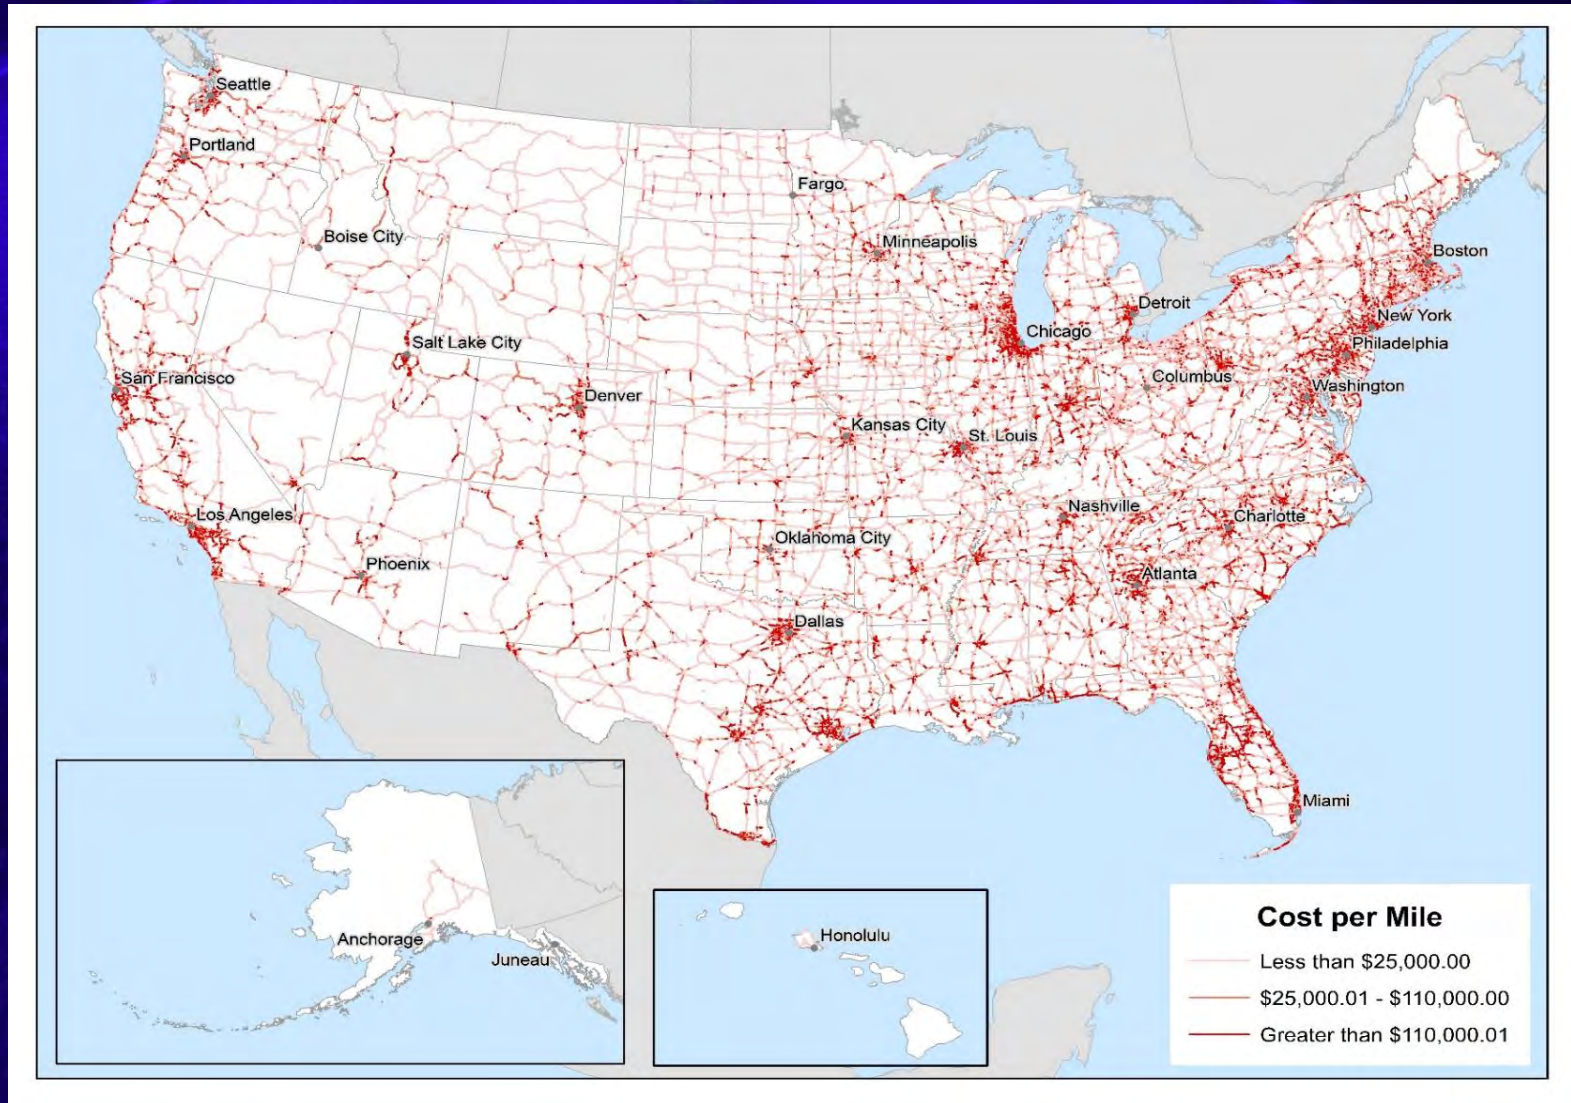 Seattle
Portland
Fargo
Boise City
Minneapolis
Boston
Detroit
New York
Chicago
Salt Lake City
Philadelphia
San Francisco
Columbus
Washington
Denver
Kansas City
St. Louis
Los Angeles
Nashville
Charlotte
Oklahoma City
Phoenix
Atlanta
Dallas
Miami
Anchorage
Juneau
Honolulu
Cost per Mile
Less than $25,000.00
$25,000.01 - $110,000.00
Greater than $110,000.01